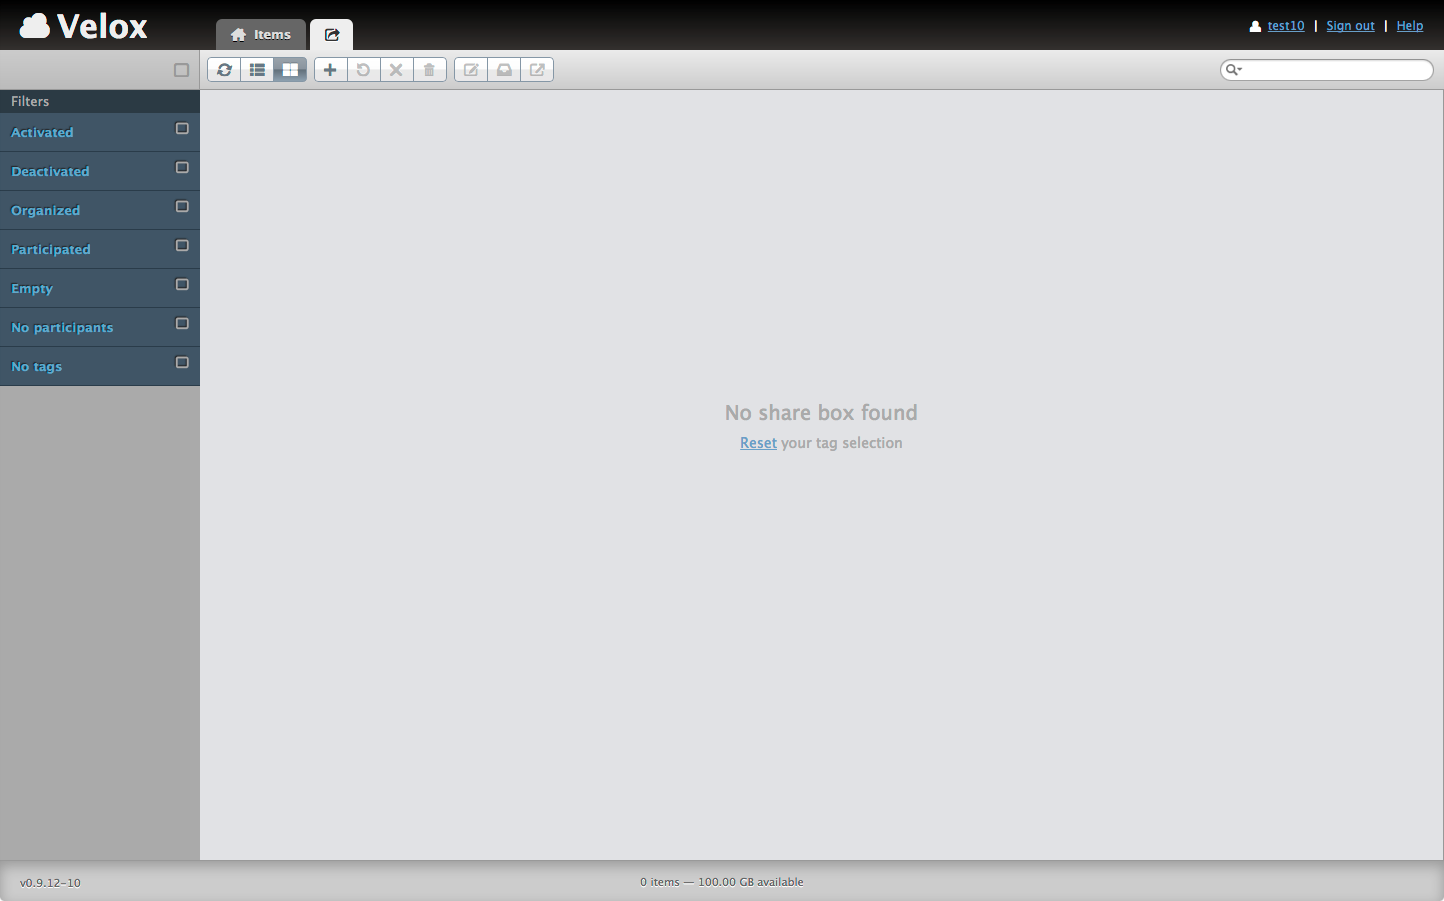 Velox
Items
test10 | Sign out | Help
Filters
Activated
Deactivated
Organized
Participated
Empty
No participants
No tags
No share box found
Reset your tag selection
v0.9.12-10
0 items — 100.00 GB available